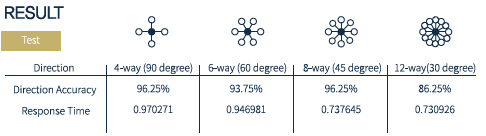 RESULT
Test
Direction 4-way (90 degree) 6-way (60 degree) 8-way (45 degree) 12-way(30 degree)
Direction Accuracy 96.25% 93.75% 96.25% 86.25%
Response Time 0.970271 0.946981 0.737645 0.730926